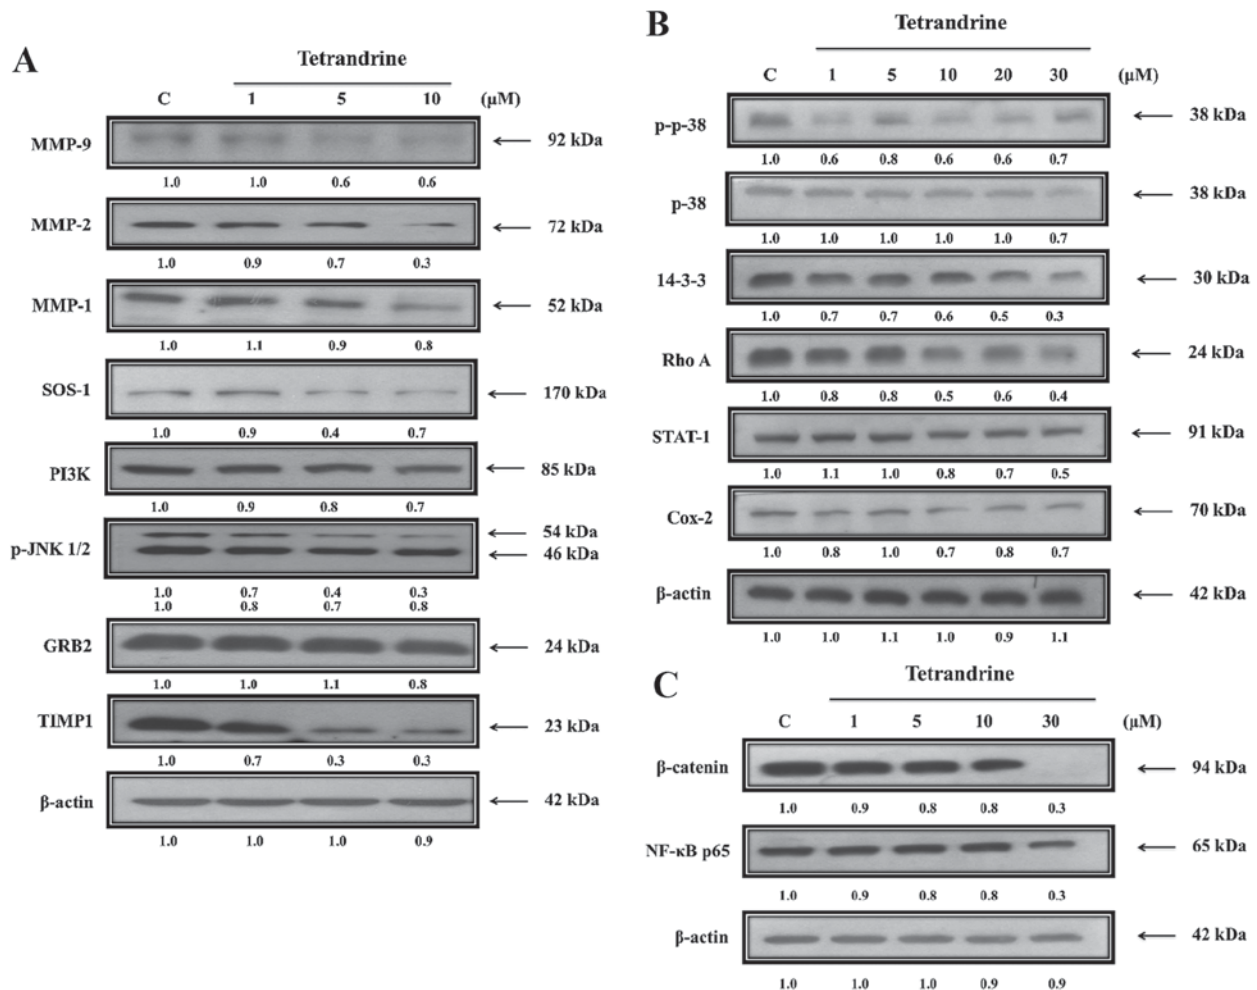 A
Tetrandrine
C 1 5 10 (μM)
MMP-9 92 kDa
1.0 1.0 0.6 0.6
MMP-2 72 kDa
1.0 0.9 0.7 0.3
MMP-1 52 kDa
1.0 1.1 0.9 0.8
SOS-1 170 kDa
1.0 0.9 0.4 0.7
PI3K 85 kDa
1.0 0.9 0.8 0.7
54 kDa
p-JNK 1/2 46 kDa
1.0 0.7 0.4 0.3
1.0 0.8 0.7 0.8
GRB2 24 kDa
1.0 1.0 1.1 0.8
TIMP1 23 kDa
1.0 0.7 0.3 0.3
β-actin 42 kDa
1.0 1.0 1.0 0.9
B
Tetrandrine
C 1 5 10 20 30 (μM)
p-p-38 38 kDa
1.0 0.6 0.8 0.6 0.6 0.7
p-38 38 kDa
1.0 1.0 1.0 1.0 1.0 0.7
14-3-3 30 kDa
1.0 0.7 0.7 0.6 0.5 0.3
Rho A 24 kDa
1.0 0.8 0.8 0.5 0.6 0.4
STAT-1 91 kDa
1.0 1.1 1.0 0.8 0.7 0.5
Cox-2 70 kDa
1.0 0.8 1.0 0.7 0.8 0.7
β-actin 42 kDa
1.0 1.0 1.1 1.0 0.9 1.1
C
Tetrandrine
C 1 5 10 30 (μM)
β-catenin 94 kDa
1.0 0.9 0.8 0.8 0.3
NF-κB p65 65 kDa
1.0 0.9 0.8 0.8 0.3
β-actin 42 kDa
1.0 1.0 1.0 0.9 0.9